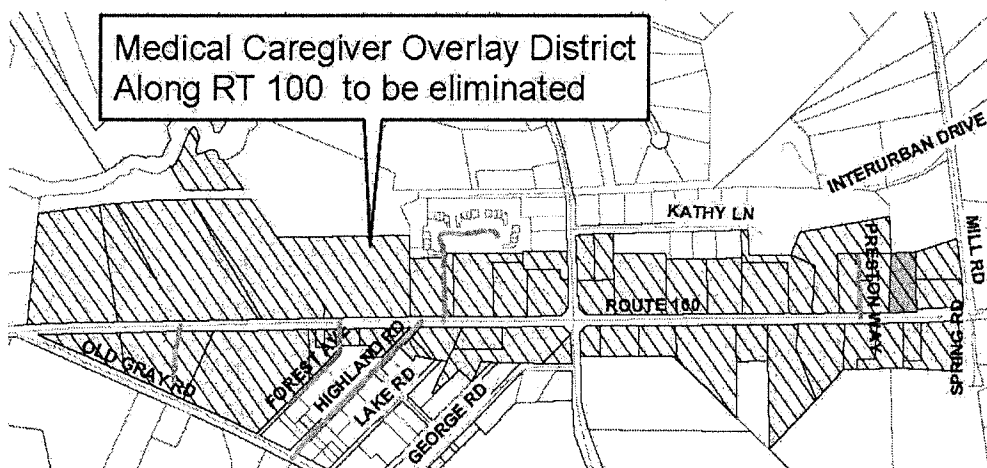 Medical Caregiver Overlay District
Along RT 100 to be eliminated
INTERURBAN DRIVE
KATHY LN
MILL RD
PRESTON WAY
ROUTE 100
SPRING RD
OLD GRAY RD
FOREST AVE
HIGHLAND RD
LAKE RD
GEORGE RD